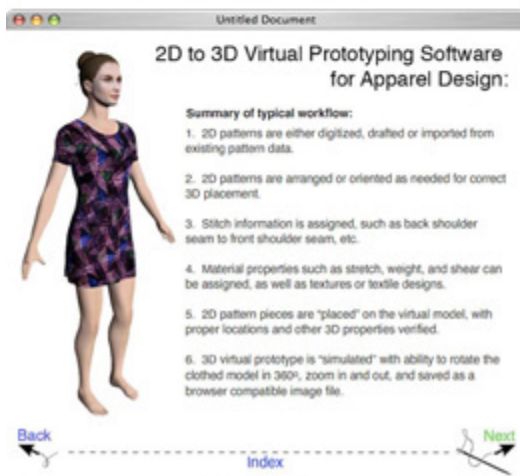 Untitled Document
2D to 3D Virtual Prototyping Software
for Apparel Design:
Summary of typical workflow:
1. 2D patterns are either digitized, drafted or imported from
existing pattern data.
2. 2D patterns are arranged or oriented as needed for correct
3D placement.
3. Stitch information is assigned, such as back shoulder
seam to front shoulder seam, etc.
4. Material properties such as stretch, weight, and shear can
be assigned, as well as textures or textile designs.
5. 2D pattern pieces are "placed" on the virtual model, with
proper locations and other 3D properties verified.
6. 3D virtual prototype is "simulated" with ability to rotate the
clothed model in 360º, zoom in and out, and saved as a
browser compatible image file.
Back
Index
Next